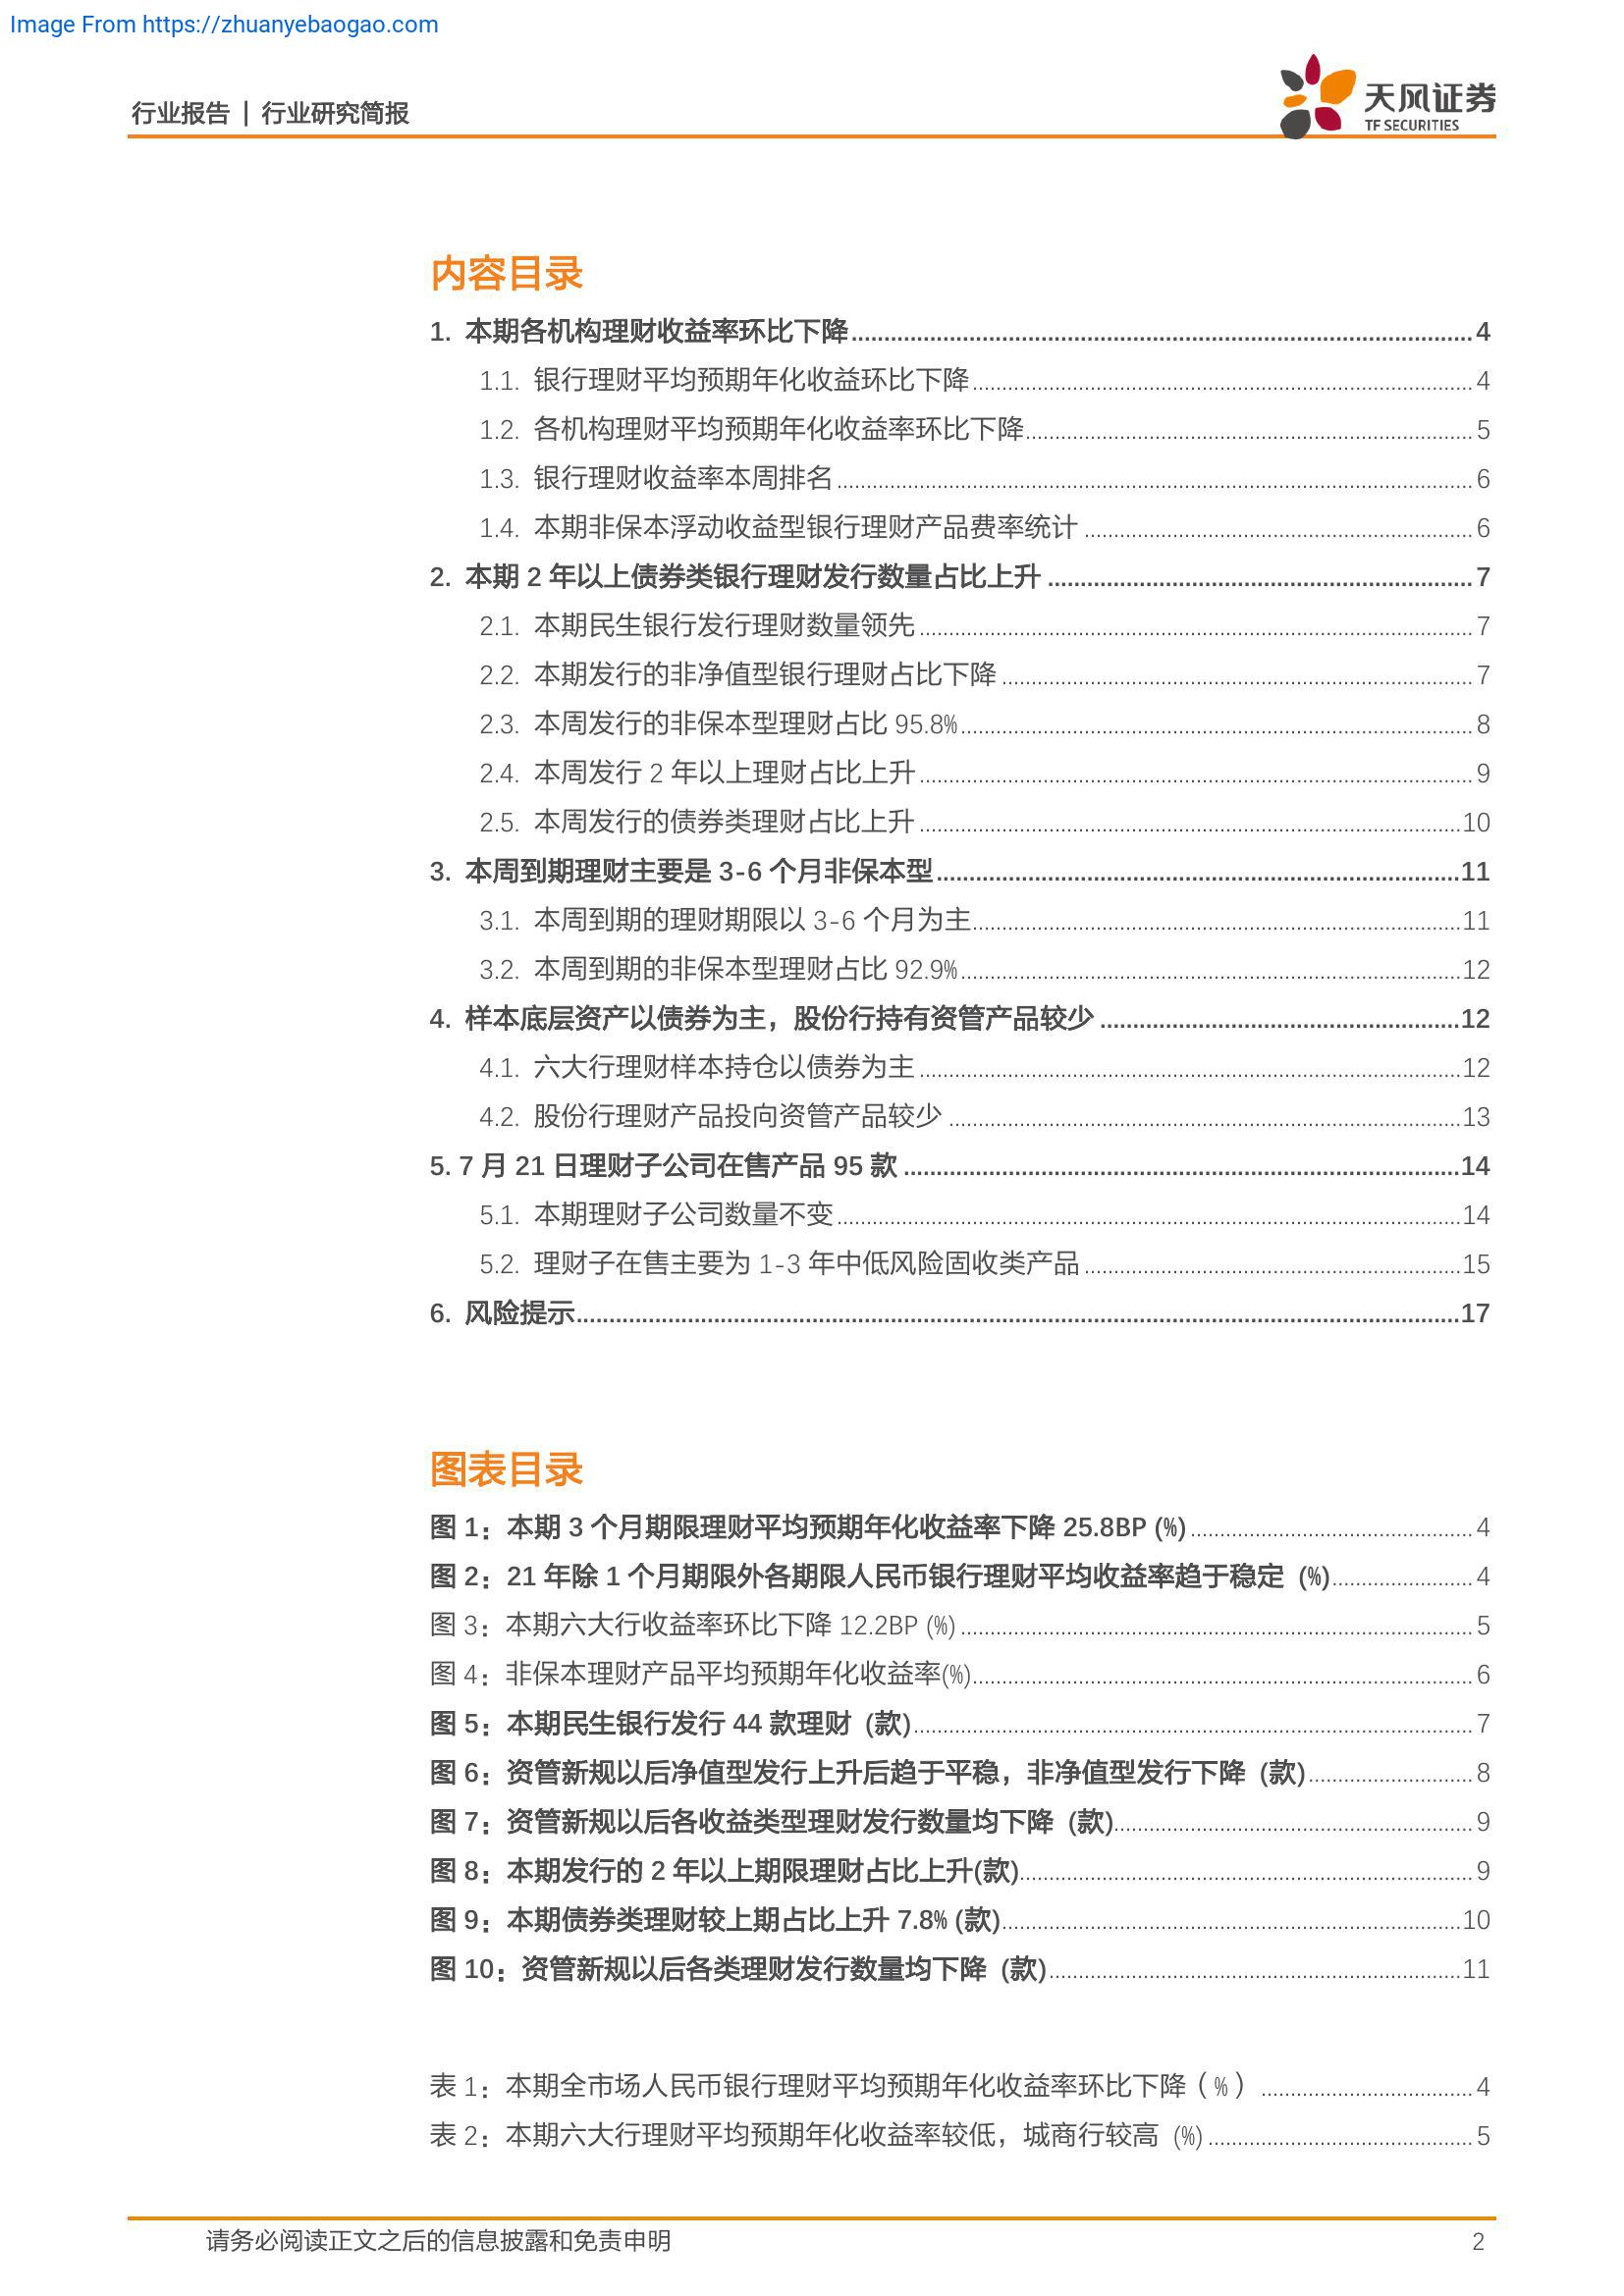 Image From https://zhuanyebaogao.com
行业报告 | 行业研究简报
天风证券
TF SECURITIES
内容目录
1. 本期各机构理财收益率环比下降 4
1.1. 银行理财平均预期年化收益环比下降 4
1.2. 各机构理财平均预期年化收益率环比下降 5
1.3. 银行理财收益率本周排名 6
1.4. 本期非保本浮动收益型银行理财产品费率统计 6
2. 本期 2 年以上债券类银行理财发行数量占比上升 7
2.1. 本期民生银行发行理财数量领先 7
2.2. 本期发行的非净值型银行理财占比下降 7
2.3. 本周发行的非保本型理财占比 95.8% 8
2.4. 本周发行 2 年以上理财占比上升 9
2.5. 本周发行的债券类理财占比上升 10
3. 本周到期理财主要是 3-6 个月非保本型 11
3.1. 本周到期的理财期限以 3-6 个月为主 11
3.2. 本周到期的非保本型理财占比 92.9% 12
4. 样本底层资产以债券为主，股份行持有资管产品较少 12
4.1. 六大行理财样本持仓以债券为主 12
4.2. 股份行理财产品投向资管产品较少 13
5. 7 月 21 日理财子公司在售产品 95 款 14
5.1. 本期理财子公司数量不变 14
5.2. 理财子在售主要为 1-3 年中低风险固收类产品 15
6. 风险提示 17
图表目录
图 1：本期 3 个月期限理财平均预期年化收益率下降 25.8BP (%) 4
图 2：21 年除 1 个月期限外各期限人民币银行理财平均收益率趋于稳定 (%) 4
图 3：本期六大行收益率环比下降 12.2BP (%) 5
图 4：非保本理财产品平均预期年化收益率(%) 6
图 5：本期民生银行发行 44 款理财 (款) 7
图 6：资管新规以后净值型发行上升后趋于平稳，非净值型发行下降 (款) 8
图 7：资管新规以后各收益类型理财发行数量均下降 (款) 9
图 8：本期发行的 2 年以上期限理财占比上升(款) 9
图 9：本期债券类理财较上期占比上升 7.8% (款) 10
图 10：资管新规以后各类理财发行数量均下降 (款) 11
表 1：本期全市场人民币银行理财平均预期年化收益率环比下降（%） 4
表 2：本期六大行理财平均预期年化收益率较低，城商行较高 (%) 5
请务必阅读正文之后的信息披露和免责申明 2